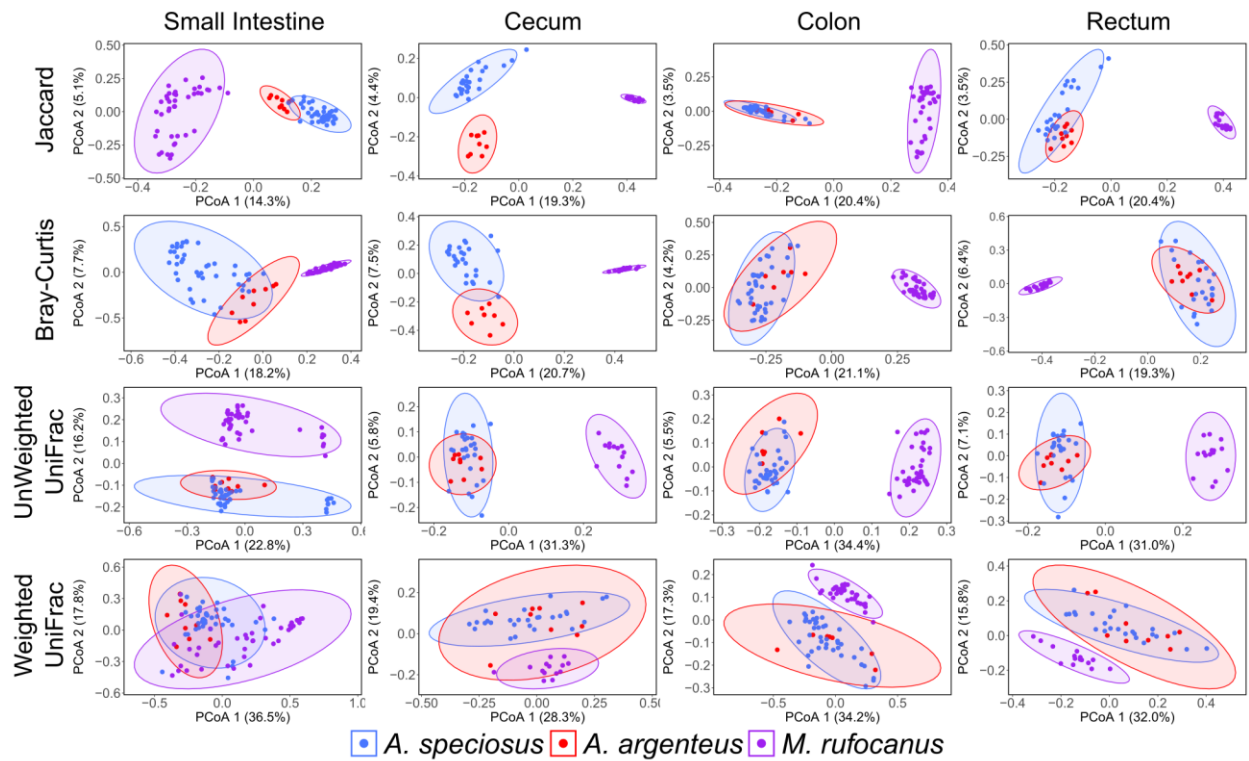 Small Intestine Cecum Colon Rectum
Jaccard
PCoA 2 (5.1%)
0.50
0.25
0.00
−0.25
−0.50
−0.4 −0.2 0.0 0.2
PCoA 1 (14.3%)
PCoA 2 (4.4%)
0.2
0.0
−0.2
−0.4
−0.2 0.0 0.2 0.4
PCoA 1 (19.3%)
PCoA 2 (3.5%)
0.50
0.25
0.00
−0.25
−0.4 −0.2 0.0 0.2 0.4
PCoA 1 (20.4%)
PCoA 2 (3.5%)
0.50
0.25
0.00
−0.25
−0.2 0.0 0.2 0.4
PCoA 1 (20.4%)
Bray-Curtis
PCoA 2 (7.7%)
0.5
0.0
−0.5
−0.6 −0.4 −0.2 0.0 0.2 0.4
PCoA 1 (18.2%)
PCoA 2 (7.5%)
0.4
0.2
0.0
−0.2
−0.4
−0.2 0.0 0.2 0.4
PCoA 1 (20.7%)
PCoA 2 (4.2%)
0.50
0.25
0.00
−0.25
−0.25 0.00 0.25
PCoA 1 (21.1%)
PCoA 2 (6.4%)
0.6
0.3
0.0
−0.3
−0.6
−0.4 −0.2 0.0 0.2
PCoA 1 (19.3%)
UnWeighted
UniFrac
PCoA 2 (16.2%)
0.3
0.2
0.1
0.0
−0.1
−0.2
−0.6 −0.3 0.0 0.3
PCoA 1 (22.8%)
PCoA 2 (5.8%)
0.2
0.1
0.0
−0.1
−0.2
−0.2 0.0 0.2
PCoA 1 (31.3%)
PCoA 2 (5.5%)
0.3
0.2
0.1
0.0
−0.1
−0.2
−0.3 −0.2 −0.1 0.0 0.1 0.2 0.3
PCoA 1 (34.4%)
PCoA 2 (7.1%)
0.3
0.2
0.1
0.0
−0.1
−0.2
−0.3
−0.2 0.0 0.2
PCoA 1 (31.0%)
Weighted
UniFrac
PCoA 2 (17.8%)
0.6
0.3
0.0
−0.3
−0.6
−0.5 0.0 0.5 1.0
PCoA 1 (36.5%)
PCoA 2 (19.4%)
0.2
0.0
−0.2
−0.50 −0.25 0.00 0.25
PCoA 1 (28.3%)
PCoA 2 (17.3%)
0.2
0.1
0.0
−0.1
−0.2
−0.3
−0.5 0.0 0.5
PCoA 1 (34.2%)
PCoA 2 (15.8%)
0.4
0.2
0.0
−0.2
−0.4 −0.2 0.0 0.2 0.4
PCoA 1 (32.0%)
A. speciosus A. argenteus M. rufocanus